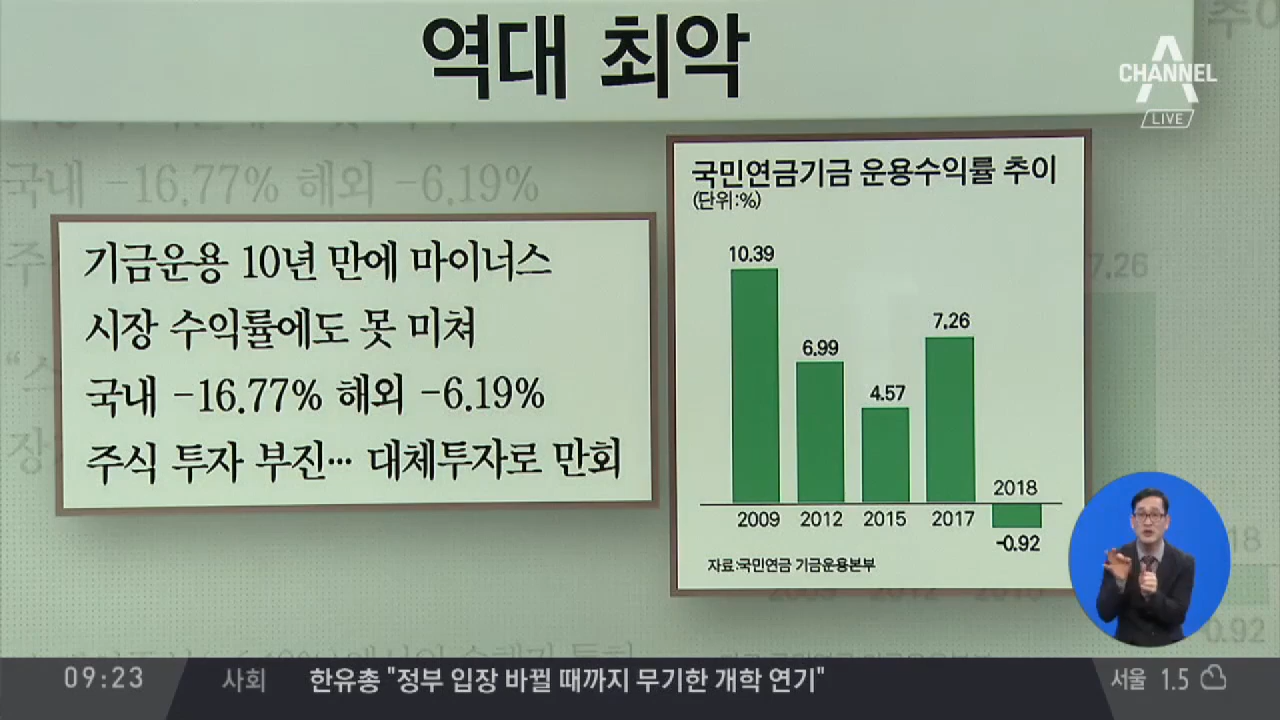 역대 최악
CHANNEL A
LIVE
국내 -16.77% 해외 -6.19%
기금운용 10년 만에 마이너스
시장 수익률에도 못 미쳐
국내 -16.77% 해외 -6.19%
주식 투자 부진… 대체투자로 만회
국민연금기금 운용수익률 추이
(단위:%)
10.39
6.99
4.57
7.26
2018
2009 2012 2015 2017
-0.92
자료:국민연금 기금운용본부
7.26
09:23 사회 한유총 "정부 입장 바뀔 때까지 무기한 개학 연기" 서울 1.5